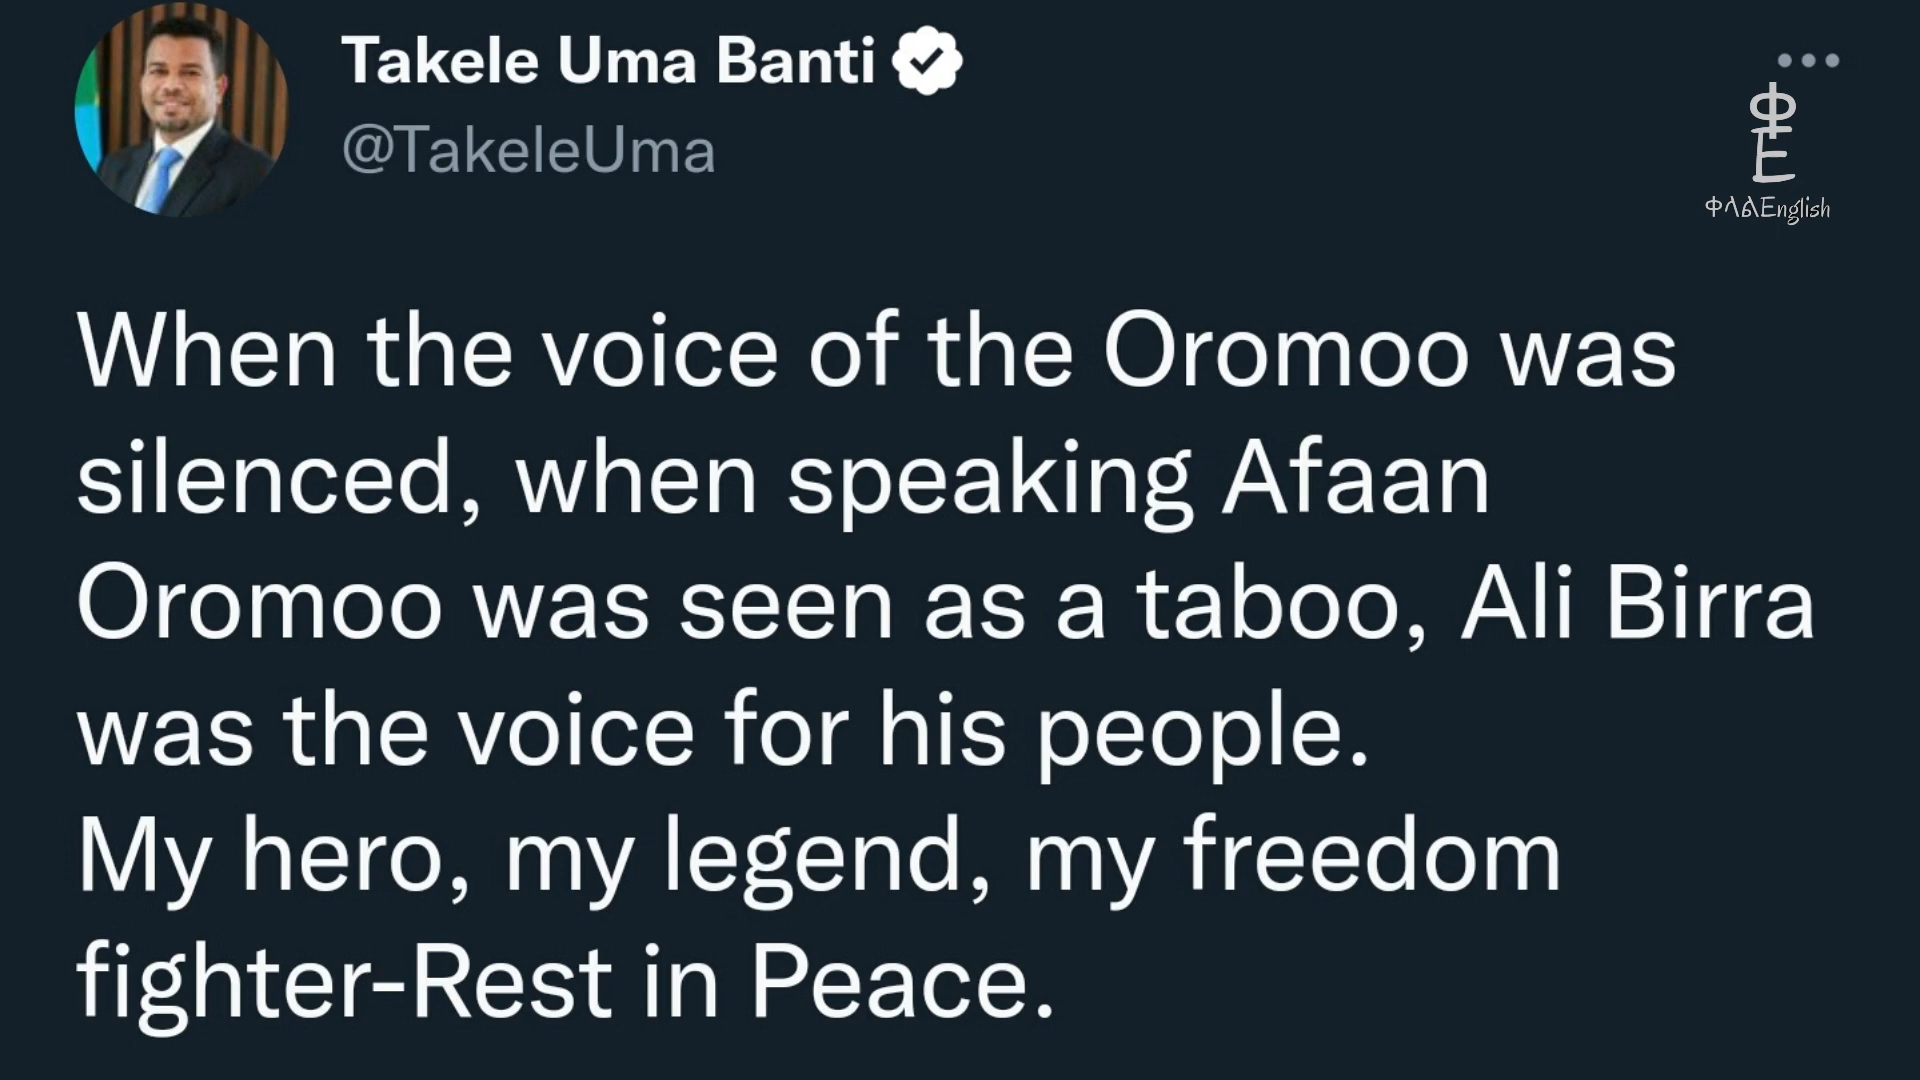 Takele Uma Banti
@TakeleUma
ቀE
ቀላልEnglish
When the voice of the Oromoo was
silenced, when speaking Afaan
Oromoo was seen as a taboo, Ali Birra
was the voice for his people.
My hero, my legend, my freedom
fighter-Rest in Peace.